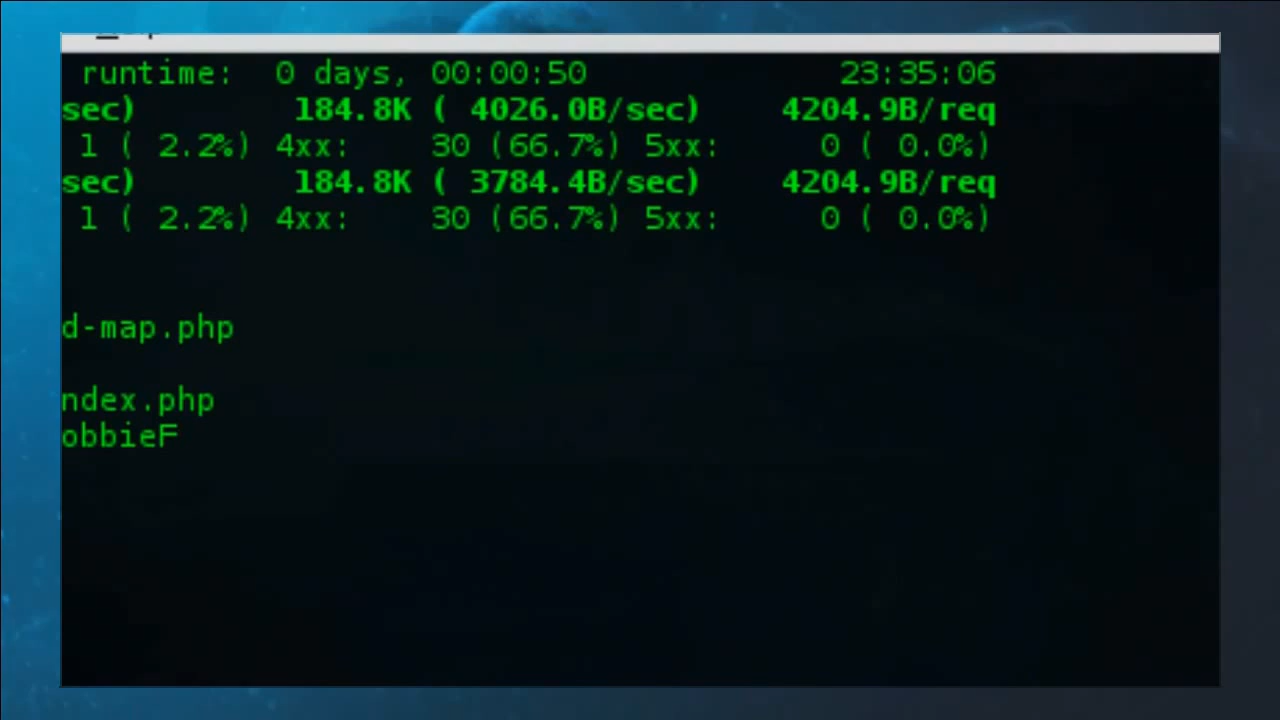 runtime: 0 days, 00:00:50 23:35:06
sec) 184.8K ( 4026.0B/sec) 4204.9B/req
1 ( 2.2%) 4xx: 30 (66.7%) 5xx: 0 ( 0.0%)
sec) 184.8K ( 3784.4B/sec) 4204.9B/req
1 ( 2.2%) 4xx: 30 (66.7%) 5xx: 0 ( 0.0%)
d-map.php
ndex.php
obbieF